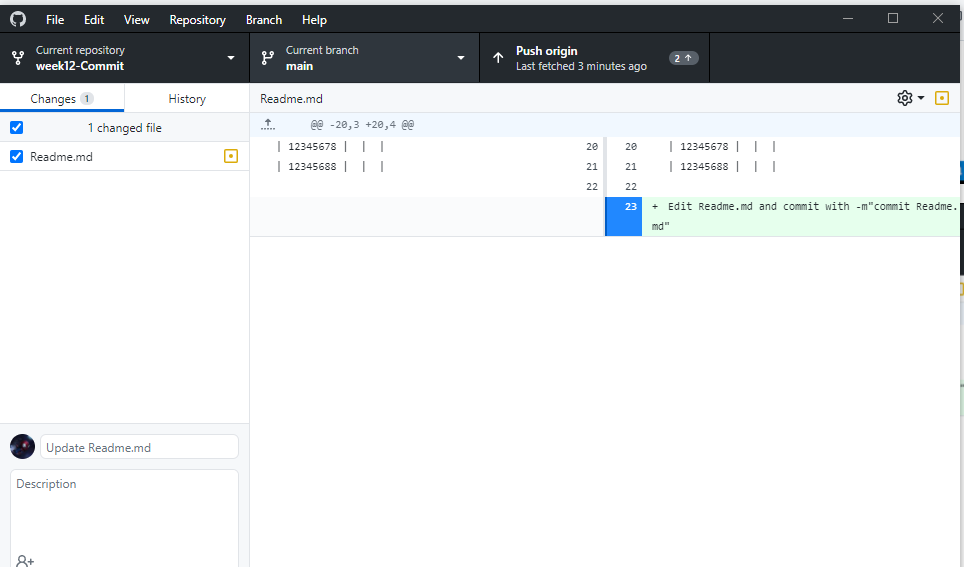 File Edit View Repository Branch Help
Current repository
week12-Commit
Current branch
main
Push origin
Last fetched 3 minutes ago
2
Changes 1
History
Readme.md
1 changed file
Readme.md
@@ -20,3 +20,4 @@
| 12345678 | | |
20
20
| 12345678 | | |
| 12345688 | | |
21
21
| 12345688 | | |
22
22
23
+ Edit Readme.md and commit with -m"commit Readme.
md"
Update Readme.md
Description